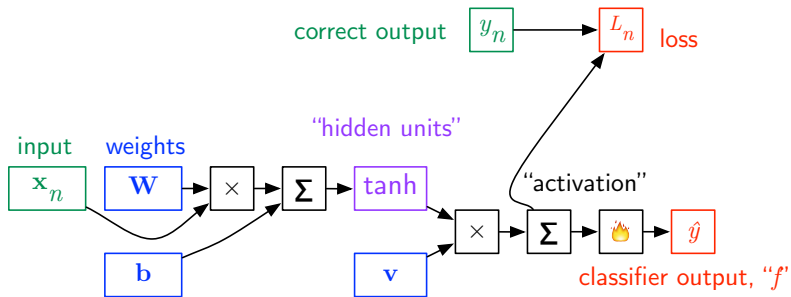 correct output y_n L_n loss
"hidden units"
input weights
x_n W × Σ tanh "activation"
× Σ 🔥 ŷ
b v classifier output, "f"